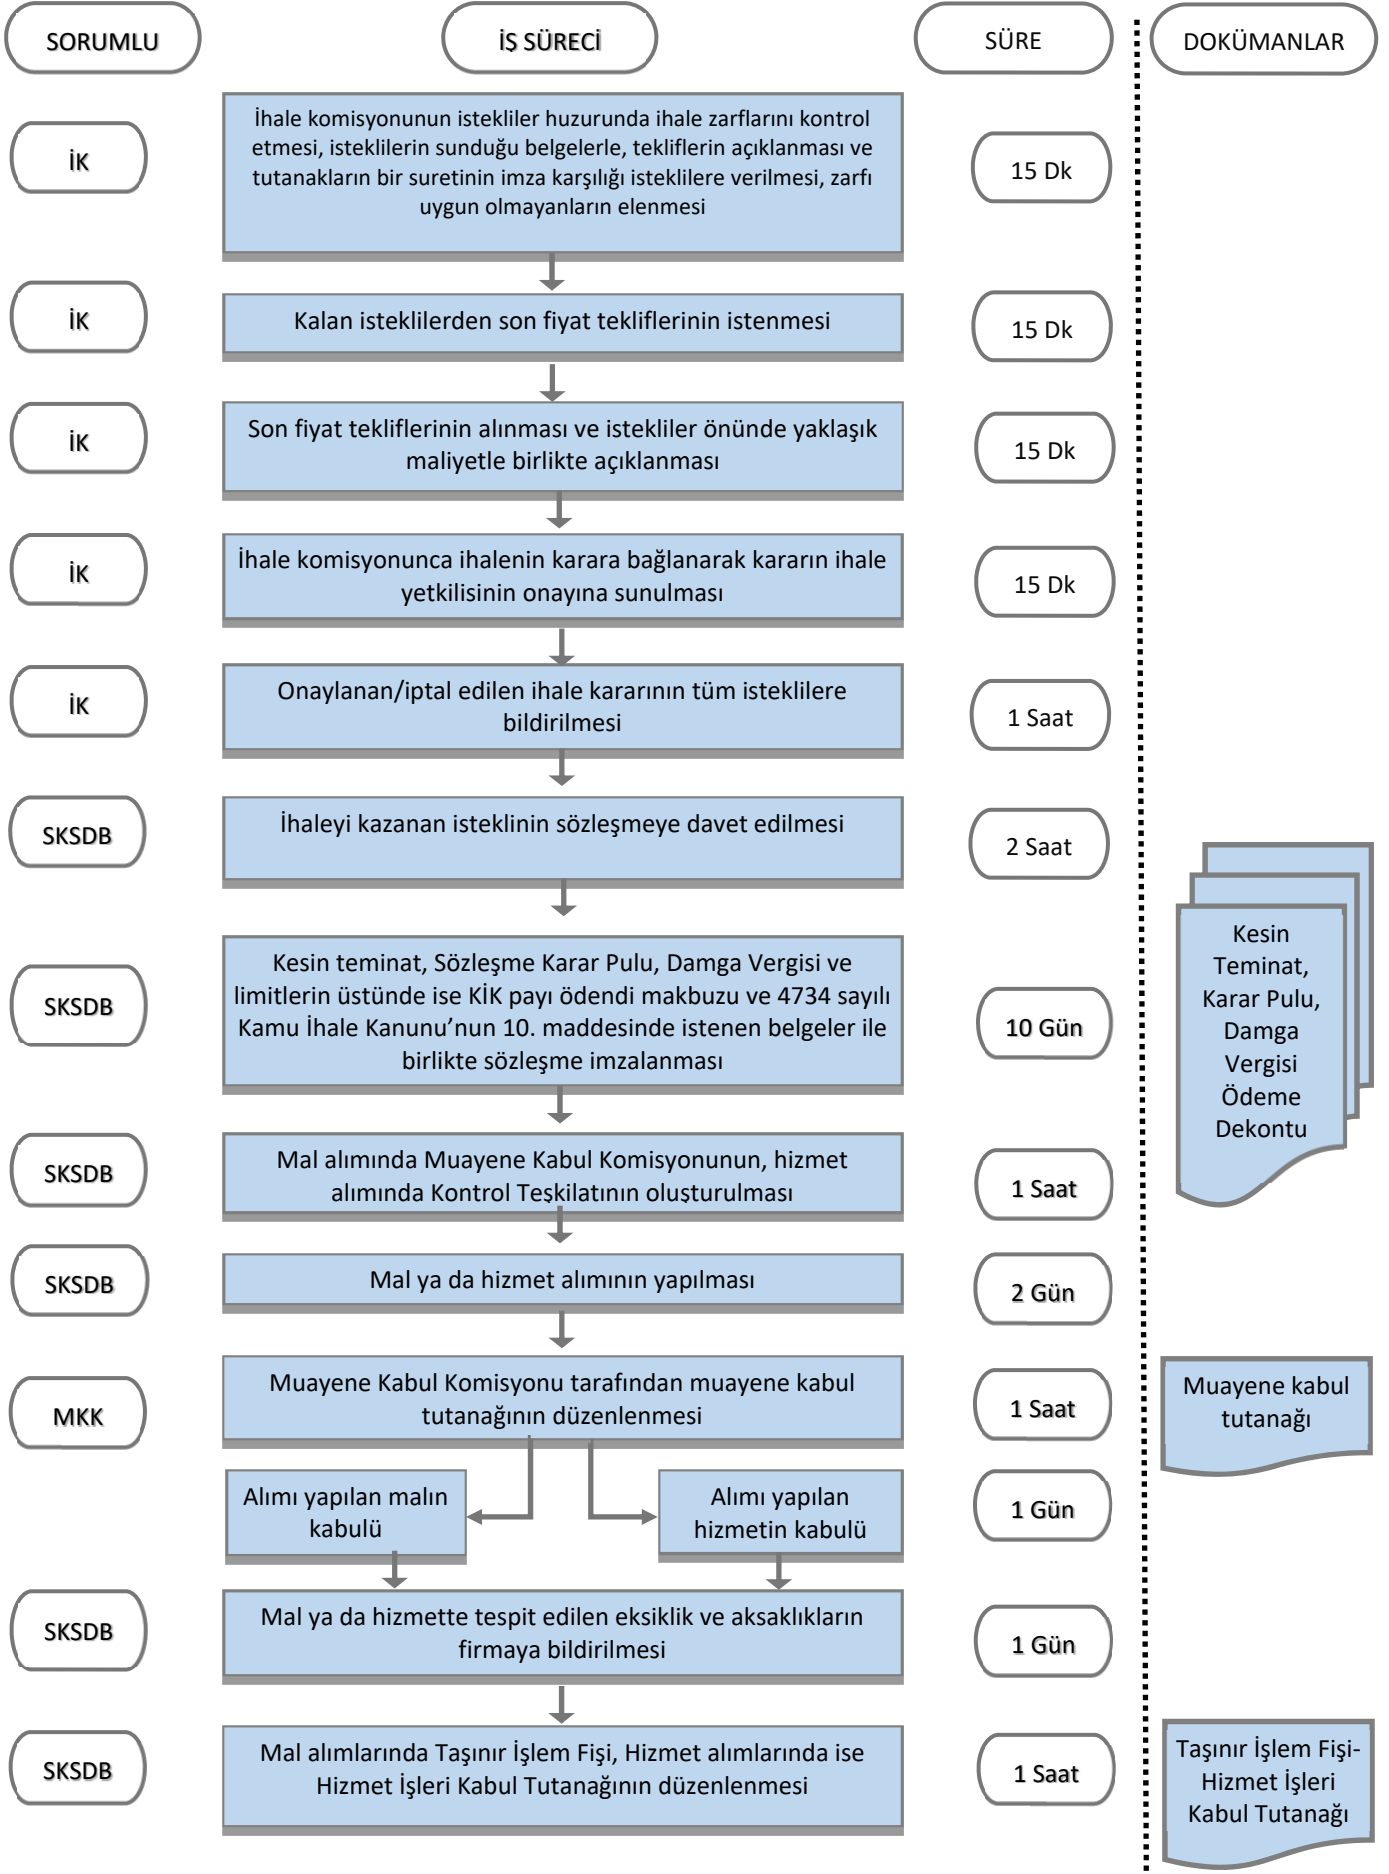 SORUMLU
İŞ SÜRECİ
SÜRE
DOKÜMANLAR
İK
İhale komisyonunun istekliler huzurunda ihale zarflarını kontrol
etmesi, isteklilerin sunduğu belgelerle, tekliflerin açıklanması ve
tutanakların bir suretinin imza karşılığı isteklilere verilmesi, zarfı
uygun olmayanların elenmesi
15 Dk
İK
Kalan isteklilerden son fiyat tekliflerinin istenmesi
15 Dk
İK
Son fiyat tekliflerinin alınması ve istekliler önünde yaklaşık
maliyetle birlikte açıklanması
15 Dk
İK
İhale komisyonunca ihalenin karara bağlanarak kararın ihale
yetkilisinin onayına sunulması
15 Dk
İK
Onaylanan/iptal edilen ihale kararının tüm isteklilere
bildirilmesi
1 Saat
SKSDB
İhaleyi kazanan isteklinin sözleşmeye davet edilmesi
2 Saat
SKSDB
Kesin teminat, Sözleşme Karar Pulu, Damga Vergisi ve
limitlerin üstünde ise KİK payı ödendi makbuzu ve 4734 sayılı
Kamu İhale Kanunu’nun 10. maddesinde istenen belgeler ile
birlikte sözleşme imzalanması
10 Gün
Kesin
Teminat,
Karar Pulu,
Damga
Vergisi
Ödeme
Dekontu
SKSDB
Mal alımında Muayene Kabul Komisyonunun, hizmet
alımında Kontrol Teşkilatının oluşturulması
1 Saat
SKSDB
Mal ya da hizmet alımının yapılması
2 Gün
MKK
Muayene Kabul Komisyonu tarafından muayene kabul
tutanağının düzenlenmesi
1 Saat
Muayene kabul
tutanağı
Alımı yapılan malın
kabulü
Alımı yapılan
hizmetin kabulü
1 Gün
SKSDB
Mal ya da hizmette tespit edilen eksiklik ve aksaklıkların
firmaya bildirilmesi
1 Gün
SKSDB
Mal alımlarında Taşınır İşlem Fişi, Hizmet alımlarında ise
Hizmet İşleri Kabul Tutanağının düzenlenmesi
1 Saat
Taşınır İşlem Fişi-
Hizmet İşleri
Kabul Tutanağı